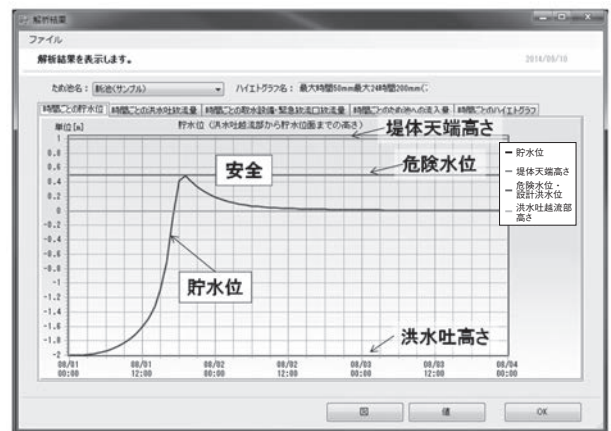 解析結果
ファイル
解析結果を表示します。
2014/09/10
ため池名： 新池(サンプル)
ハイエトグラフ名： 最大時間50mm最大24時間200mm(:
時間ごとの貯水位
時間ごとの洪水吐放流量
時間ごとの取水設備・緊急放流口放流量
時間ごとのため池への流入量
時間ごとのハイエトグラフ
単位[m]
貯水位 (洪水吐越流部から貯水位面までの高さ)
堤体天端高さ
1
0.8
0.6
0.4
0.2
0
-0.2
-0.4
-0.6
-0.8
-1
-1.2
-1.4
-1.6
-1.8
-2
危険水位
安全
貯水位
洪水吐高さ
貯水位
堤体天端高さ
危険水位・
設計洪水位
洪水吐越流部
高さ
08/01
00:00
08/01
12:00
08/02
00:00
08/02
12:00
08/03
00:00
08/03
12:00
08/04
00:00
図
値
OK